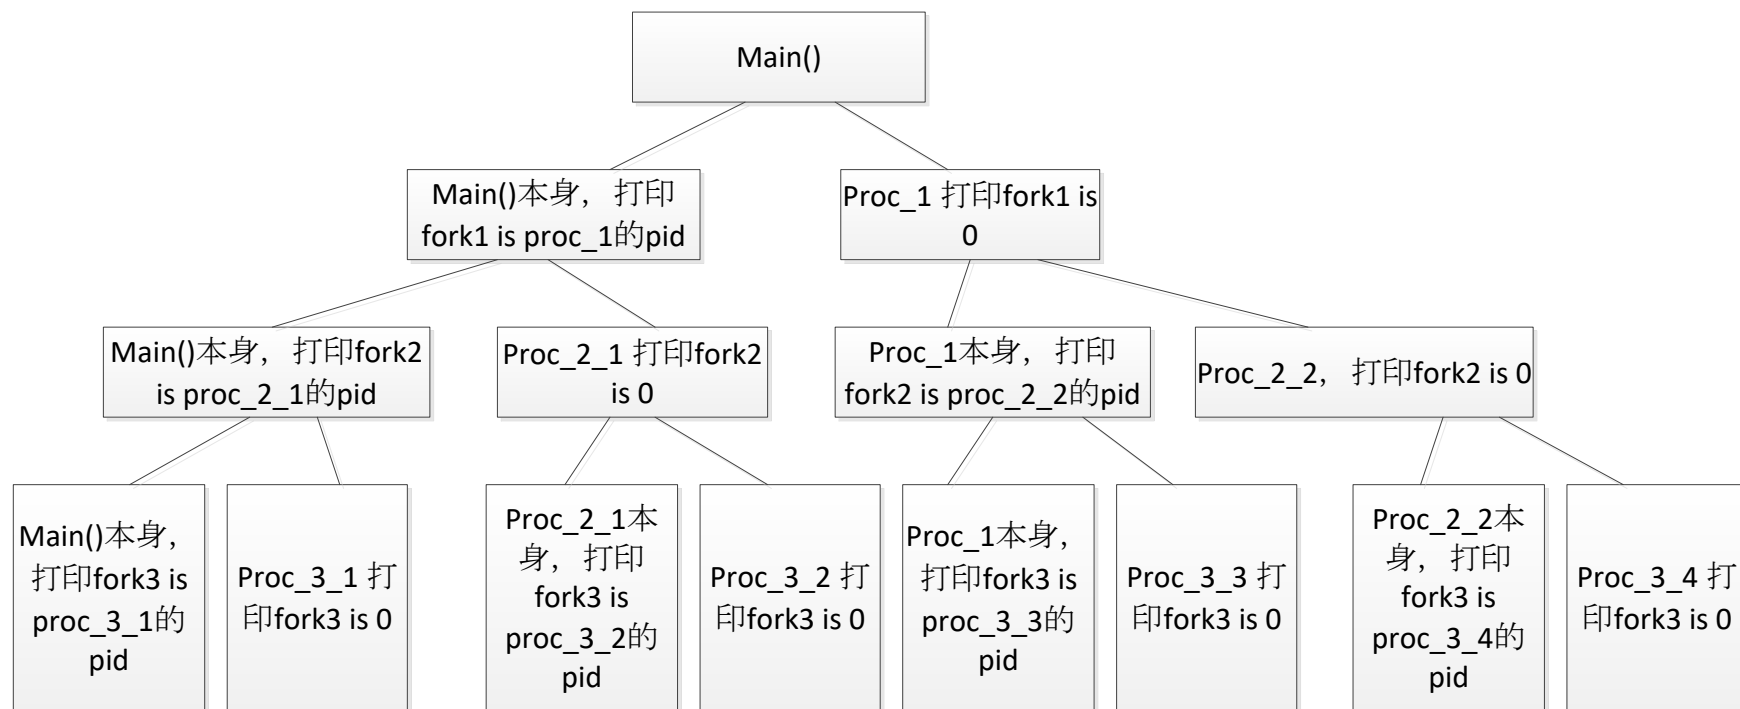 Main()
Main()本身，打印
fork1 is proc_1的pid
Proc_1 打印fork1 is
0
Main()本身，打印fork2
is proc_2_1的pid
Proc_2_1 打印fork2
is 0
Proc_1本身，打印
fork2 is proc_2_2的pid
Proc_2_2，打印fork2 is 0
Main()本身，
打印fork3 is
proc_3_1的
pid
Proc_3_1 打
印fork3 is 0
Proc_2_1本
身，打印
fork3 is
proc_3_2的
pid
Proc_3_2 打
印fork3 is 0
Proc_1本身，
打印fork3 is
proc_3_3的
pid
Proc_3_3 打
印fork3 is 0
Proc_2_2本
身，打印
fork3 is
proc_3_4的
pid
Proc_3_4 打
印fork3 is 0